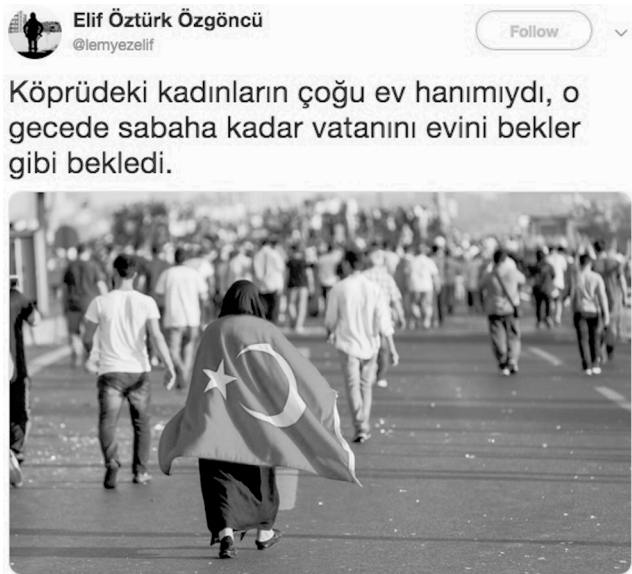 Elif Öztürk Özgöncü
@lemyezelif
Follow
Köprüdeki kadınların çoğu ev hanımıydı, o
gecede sabaha kadar vatanını evini bekler
gibi bekledi.